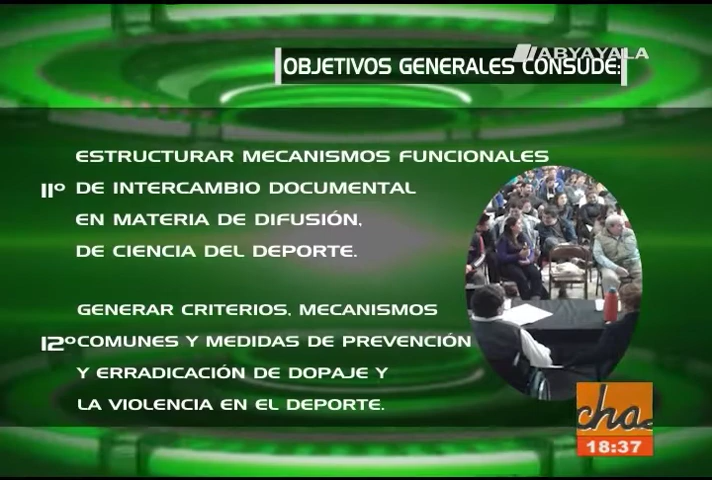 ABYAYALA
OBJETIVOS GENERALES CONSUDE:
ESTRUCTURAR MECANISMOS FUNCIONALES
11º DE INTERCAMBIO DOCUMENTAL
EN MATERIA DE DIFUSIÓN,
DE CIENCIA DEL DEPORTE.
GENERAR CRITERIOS, MECANISMOS
12º COMUNES Y MEDIDAS DE PREVENCIÓN
Y ERRADICACIÓN DE DOPAJE Y
LA VIOLENCIA EN EL DEPORTE.
cha
18:37